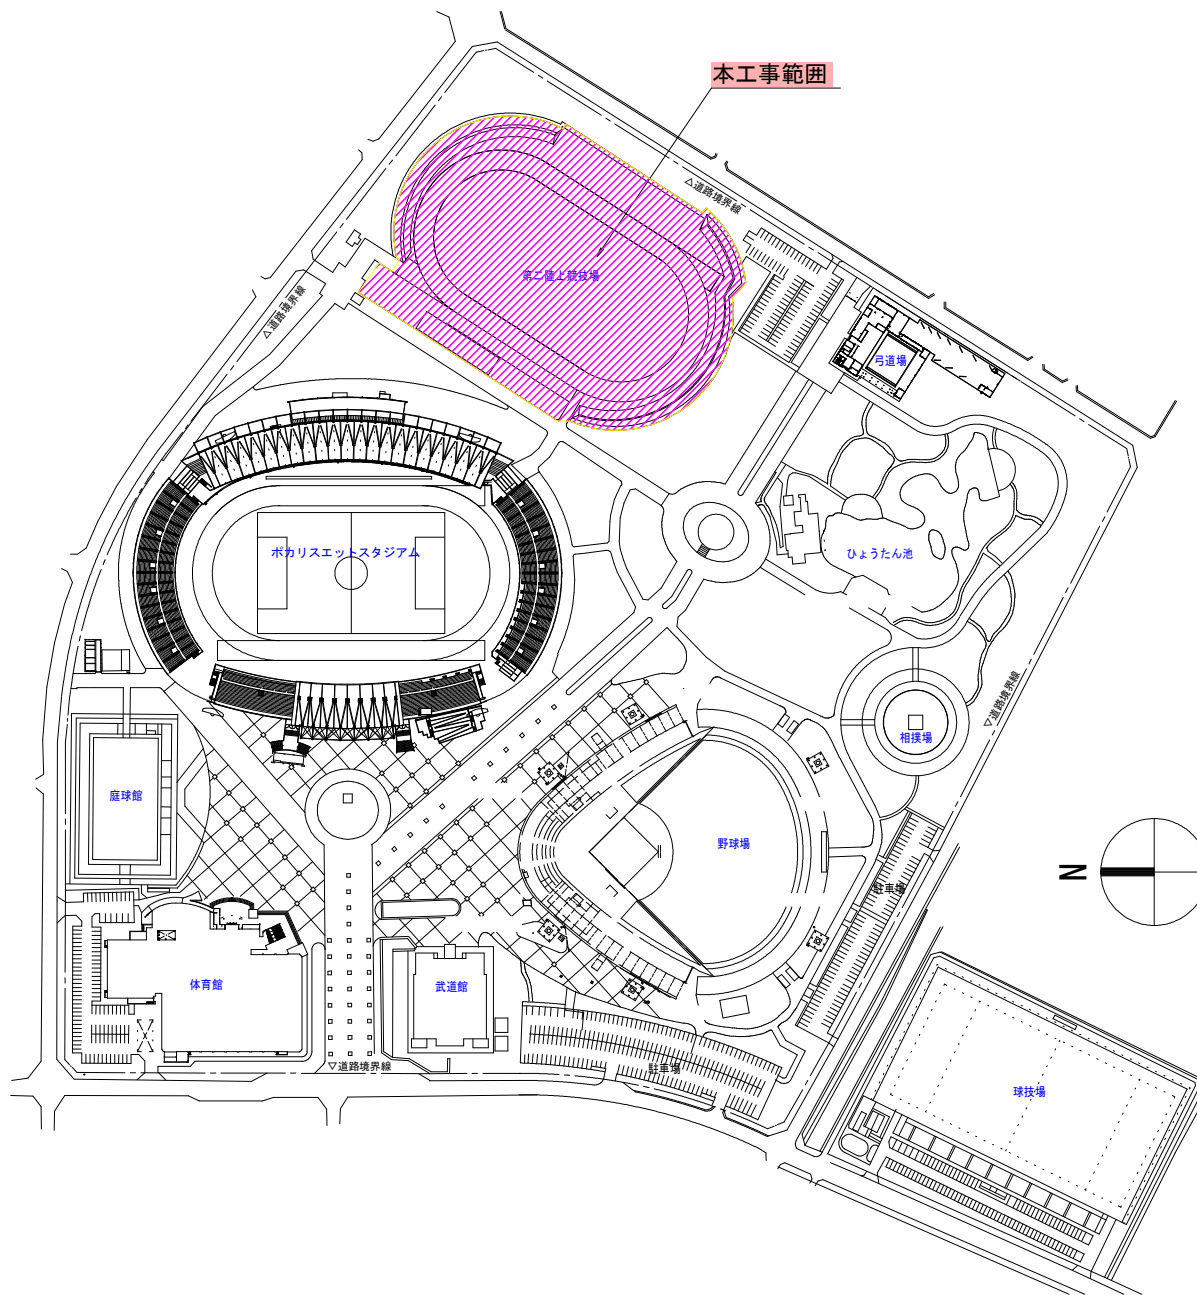 本工事範囲
△道路境界線
第二陸上競技場
△道路境界線
弓道場
ポカリスエットスタジアム
ひょうたん池
▽道路境界線
相撲場
庭球館
野球場
駐車場
N
体育館
武道館
▽道路境界線
駐車場
球技場